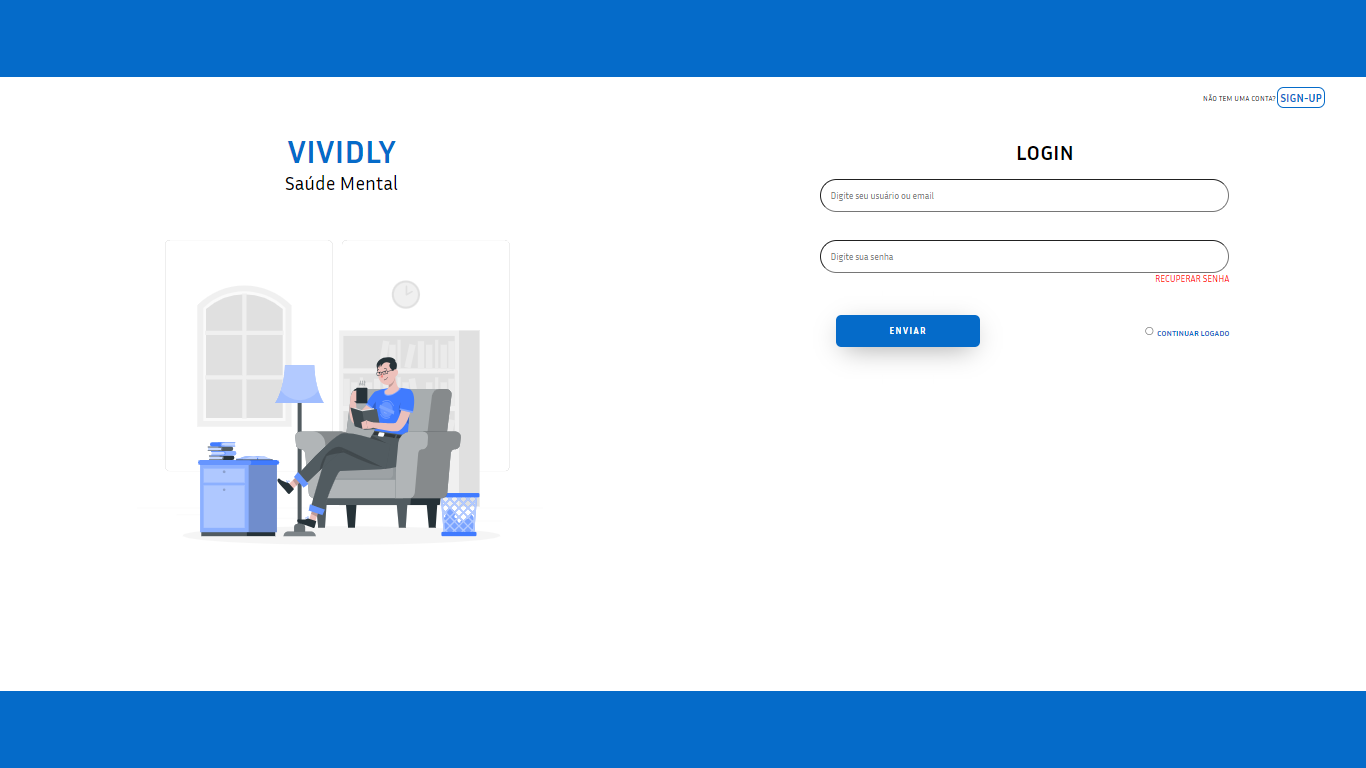 NÃO TEM UMA CONTA? SIGN-UP
VIVIDLY
Saúde Mental
LOGIN
Digite seu usuário ou email
Digite sua senha
RECUPERAR SENHA
ENVIAR
CONTINUAR LOGADO